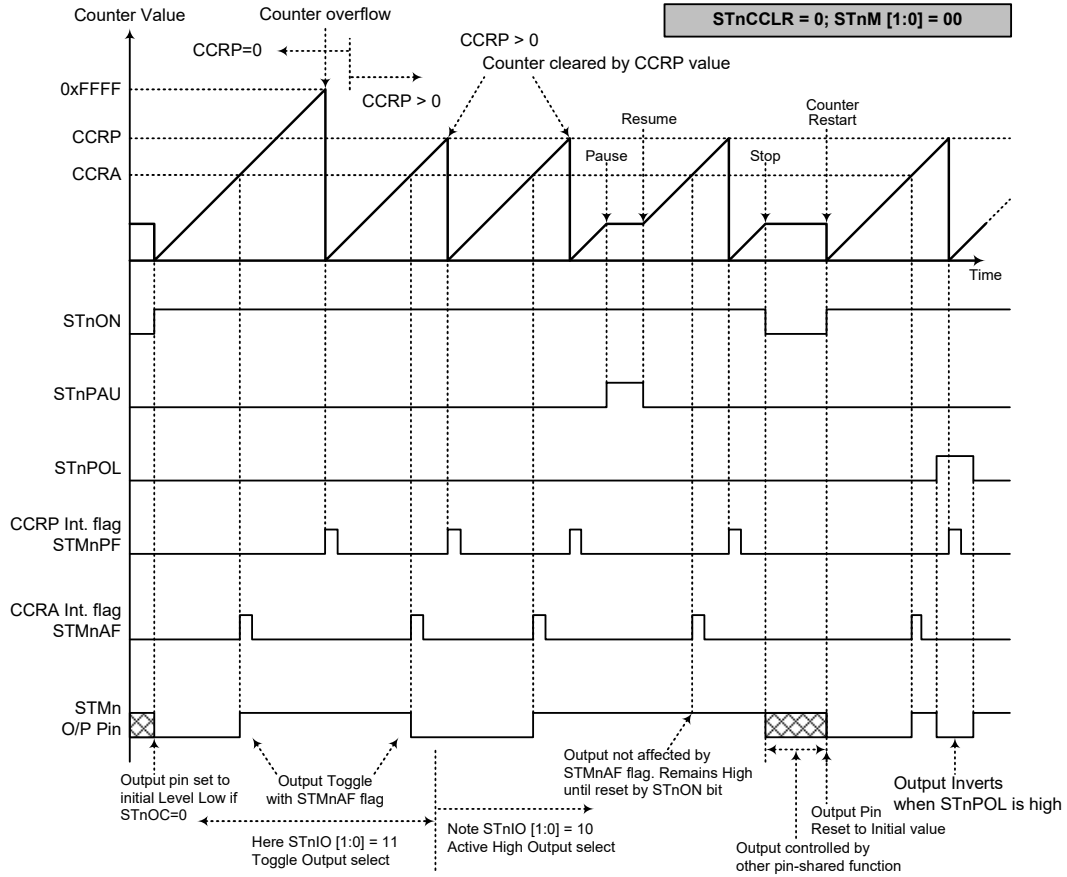 Counter Value
Counter overflow
STnCCLR = 0; STnM [1:0] = 00
CCRP=0
CCRP > 0
CCRP > 0
Counter cleared by CCRP value
0xFFFF
CCRP
CCRA
Pause
Resume
Stop
Counter
Restart
Time
STnON
STnPAU
STnPOL
CCRP Int. flag
STMnPF
CCRA Int. flag
STMnAF
STMn
O/P Pin
Output pin set to
initial Level Low if
STnOC=0
Output Toggle
with STMnAF flag
Here STnIO [1:0] = 11
Toggle Output select
Note STnIO [1:0] = 10
Active High Output select
Output not affected by
STMnAF flag. Remains High
until reset by STnON bit
Output Pin
Reset to Initial value
Output controlled by
other pin-shared function
Output Inverts
when STnPOL is high